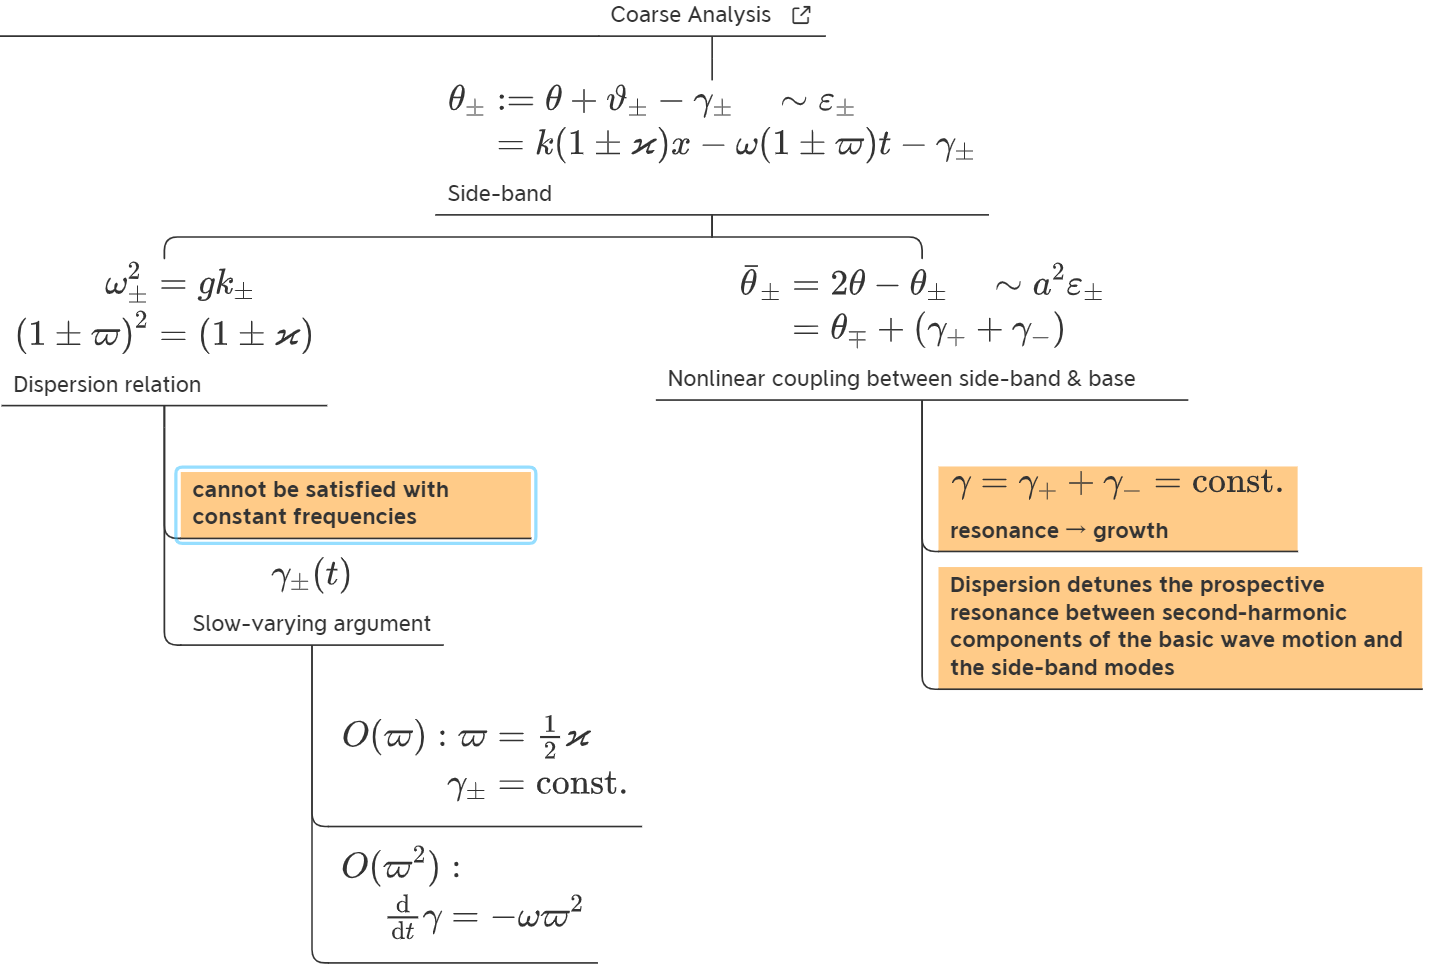 Coarse Analysis
θ± := θ + ϑ± − γ± ∼ ε±
= k(1 ± ϰ)x − ω(1 ± ϖ)t − γ±
Side-band
ω±² = gk±
(1 ± ϖ)² = (1 ± ϰ)
Dispersion relation
cannot be satisfied with
constant frequencies
γ±(t)
Slow-varying argument
O(ϖ) : ϖ = ½ϰ
γ± = const.
O(ϖ²) :
d/dt γ = −ωϖ²
θ̄± = 2θ − θ± ∼ a²ε±
= θ∓ + (γ₊ + γ₋)
Nonlinear coupling between side-band & base
γ = γ₊ + γ₋ = const.
resonance → growth
Dispersion detunes the prospective
resonance between second-harmonic
components of the basic wave motion and
the side-band modes